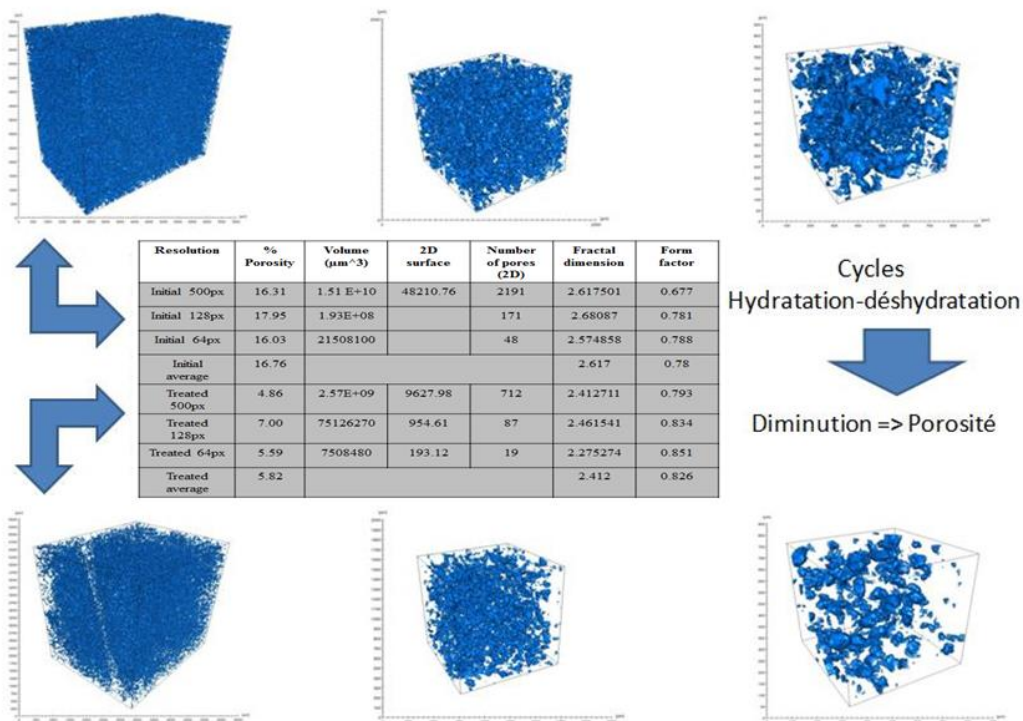 Resolution % Porosity Volume (µm^3) 2D surface Number of pores (2D) Fractal dimension Form factor
Initial 500px 16.31 1.51 E+10 48210.76 2191 2.617501 0.677
Initial 128px 17.95 1.93E+08 171 2.68087 0.781
Initial 64px 16.03 21508100 48 2.574858 0.788
Initial average 16.76 2.617 0.78
Treated 500px 4.86 2.57E+09 9627.98 712 2.412711 0.793
Treated 128px 7.00 75126270 954.61 87 2.461541 0.834
Treated 64px 5.59 7508480 193.12 19 2.275274 0.851
Treated average 5.82 2.412 0.826
Cycles
Hydratation-déshydratation
Diminution => Porosité